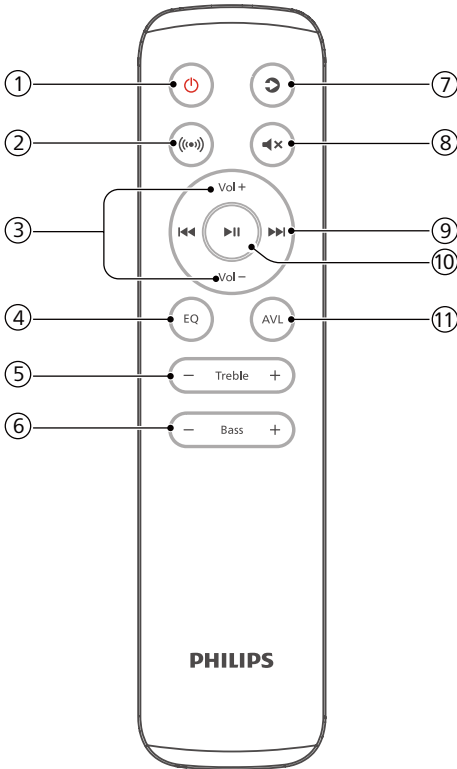 ① ⑦
② ⑧
Vol +
③ ⑨
⑩
Vol −
④ EQ AVL ⑪
⑤ − Treble +
⑥ − Bass +
PHILIPS